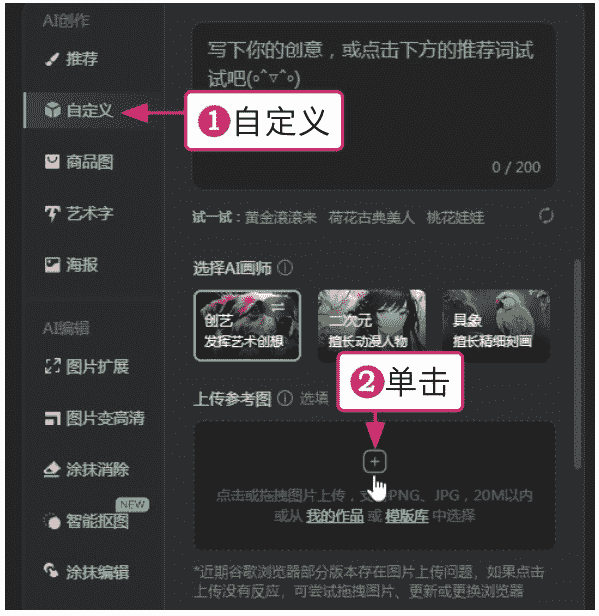 AI创作
推荐
自定义
商品图
艺术字
海报
AI编辑
图片扩展
图片变高清
涂抹消除
NEW
智能抠图
涂抹编辑
写下你的创意，或点击下方的推荐词试
试吧(∘ˆ▿ˆ∘)
❶自定义
0 / 200
试一试：黄金滚滚来 荷花古典美人 桃花娃娃
选择AI画师
创艺
发挥艺术创想
二次元
擅长动漫人物
具象
擅长精细刻画
❷单击
上传参考图 选填
点击或拖拽图片上传，支PNG、JPG，20M以内
或从 我的作品 或 模版库 中选择
*近期谷歌浏览器部分版本存在图片上传问题，如果点击
上传没有反应，可尝试拖拽图片、更新或更换浏览器